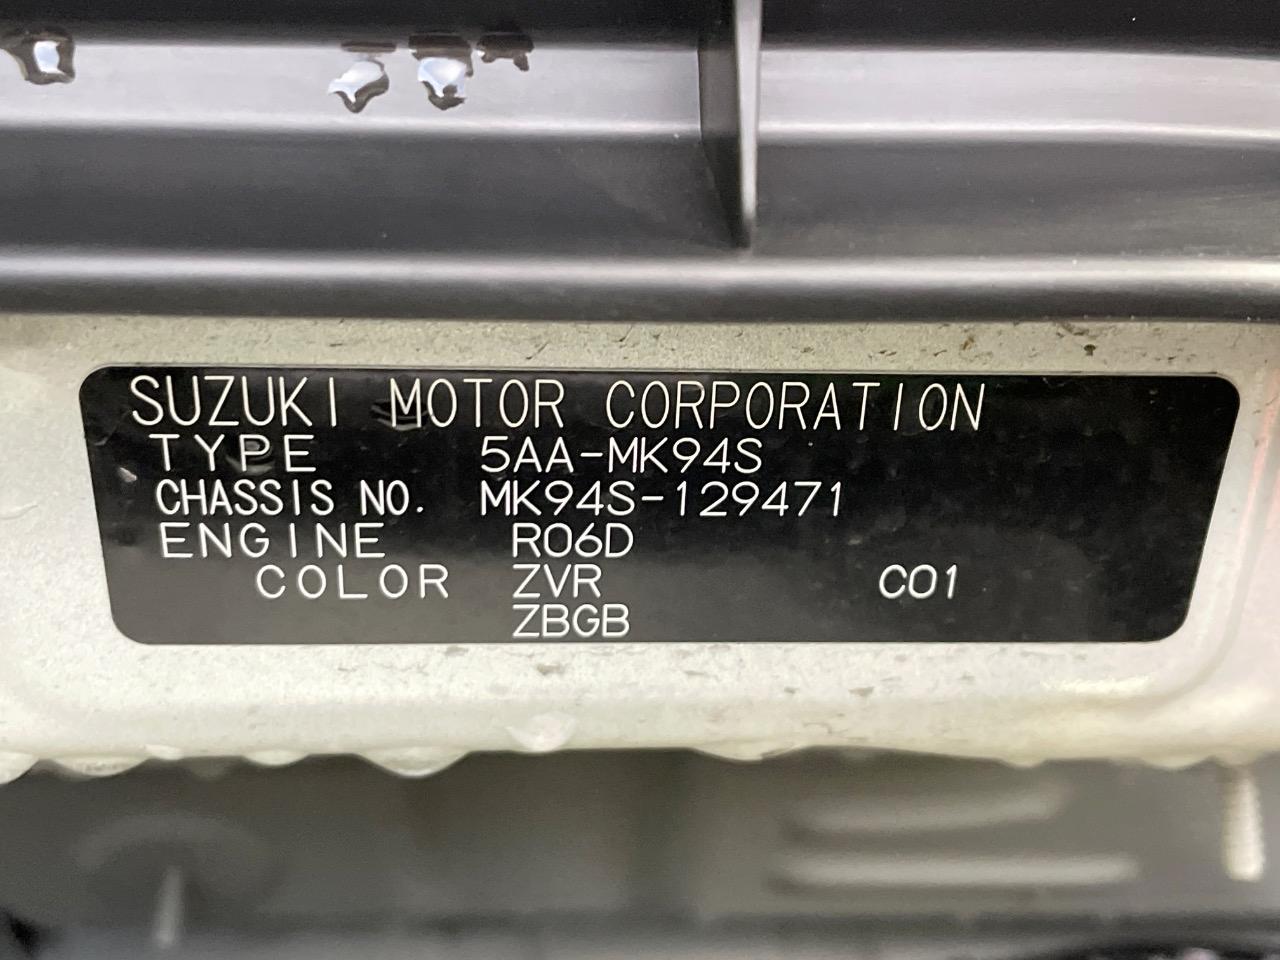 SUZUKI MOTOR CORPORATION
TYPE 5AA-MK94S
CHASSIS NO. MK94S-129471
ENGINE R06D
COLOR ZVR C01
ZBGB